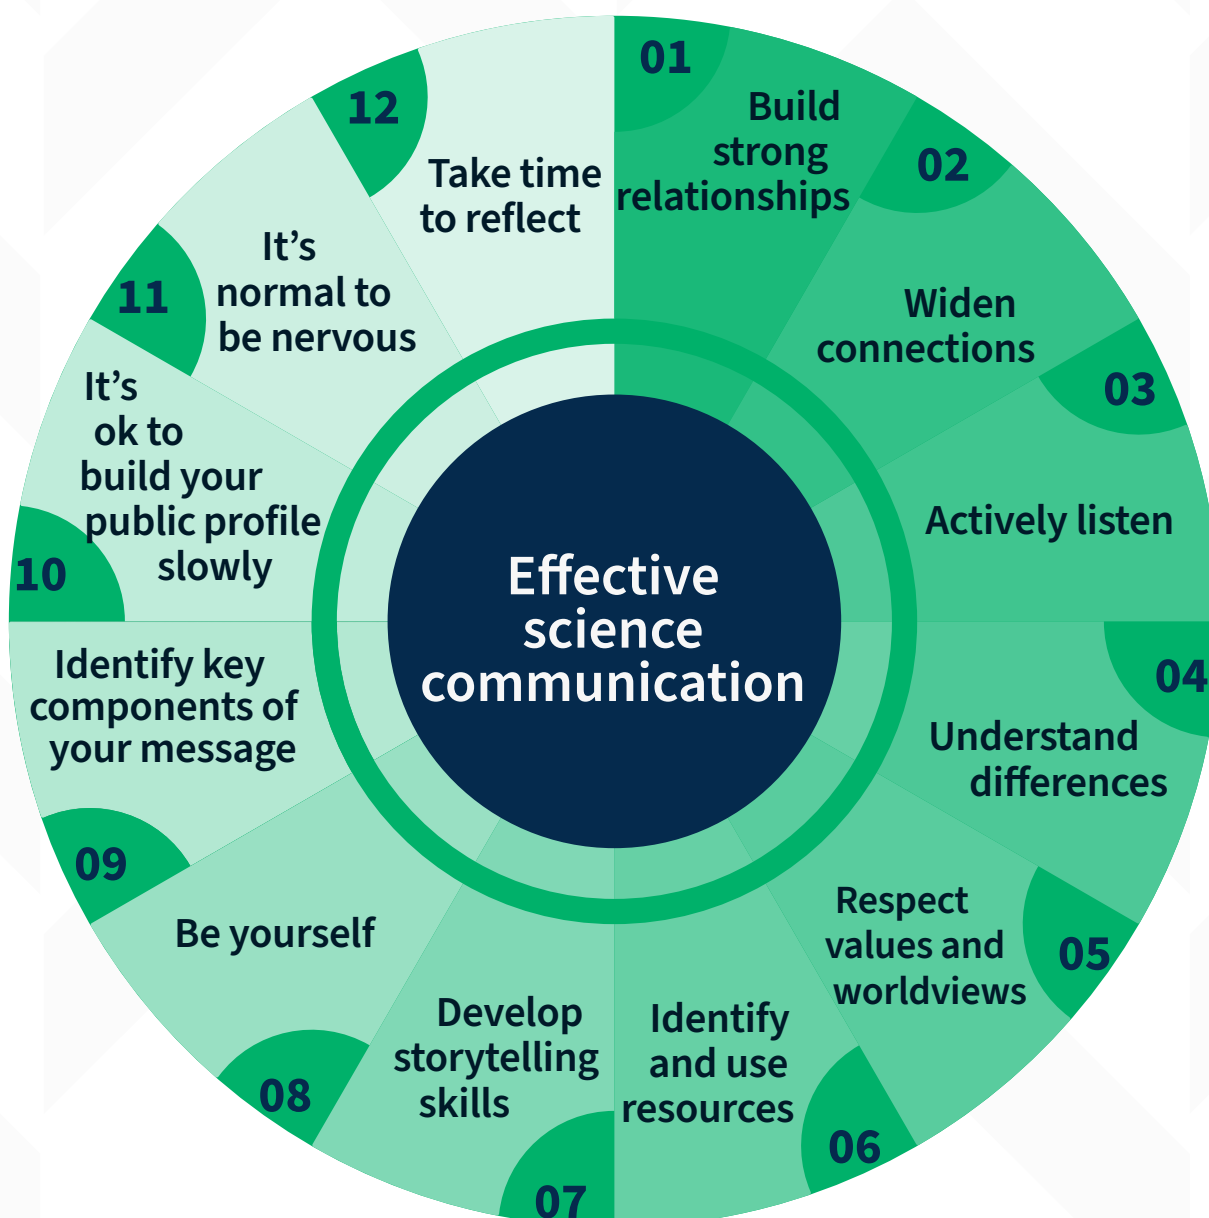 01
Build
strong
relationships
02
Widen
connections
03
Actively listen
04
Understand
differences
05
Respect
values and
worldviews
06
Identify
and use
resources
07
Develop
storytelling
skills
08
Be yourself
09
Identify key
components of
your message
10
It’s
ok to
build your
public profile
slowly
11
It’s
normal to
be nervous
12
Take time
to reflect
Effective
science
communication